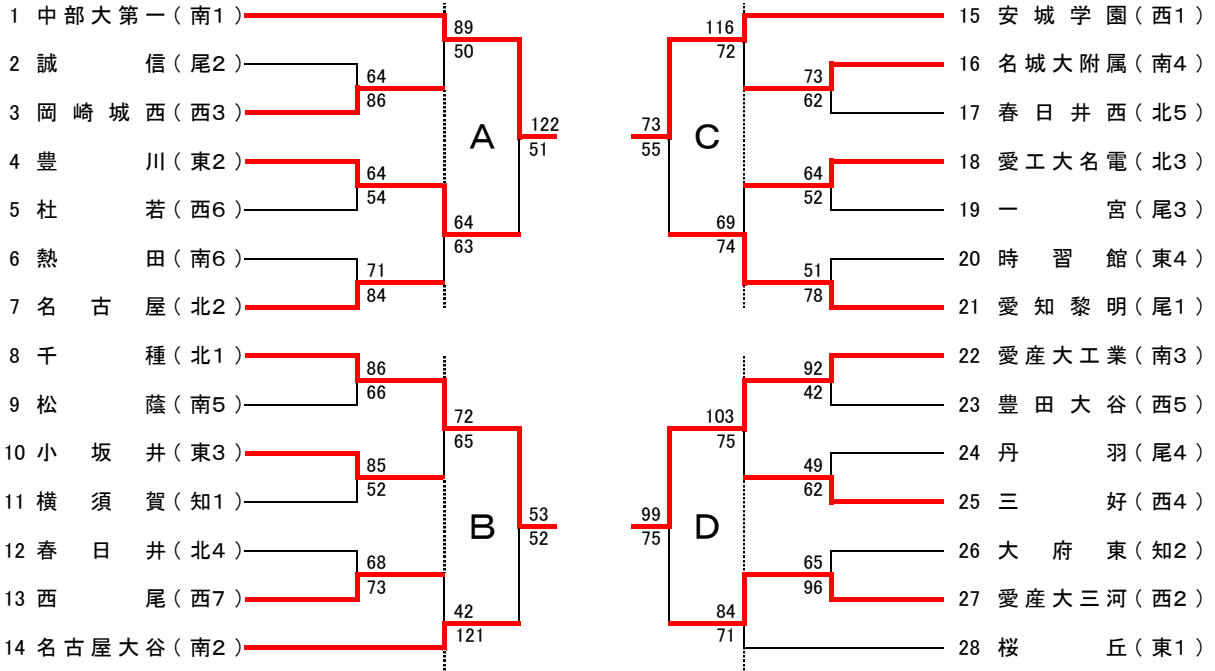 1 中部大第一(南1)
2 誠信(尾2)
3 岡崎城西(西3)
4 豊川(東2)
5 杜若(西6)
6 熱田(南6)
7 名古屋(北2)
8 千種(北1)
9 松蔭(南5)
10 小坂井(東3)
11 横須賀(知1)
12 春日井(北4)
13 西尾(西7)
14 名古屋大谷(南2)
64
86
64
54
71
84
86
66
85
52
68
73
89
50
64
63
72
65
42
121
A
122
51
B
53
52
73
55
C
99
75
D
116
72
69
74
103
75
84
71
73
62
64
52
51
78
92
42
49
62
65
96
15 安城学園(西1)
16 名城大附属(南4)
17 春日井西(北5)
18 愛工大名電(北3)
19 一宮(尾3)
20 時習館(東4)
21 愛知黎明(尾1)
22 愛産大工業(南3)
23 豊田大谷(西5)
24 丹羽(尾4)
25 三好(西4)
26 大府東(知2)
27 愛産大三河(西2)
28 桜丘(東1)